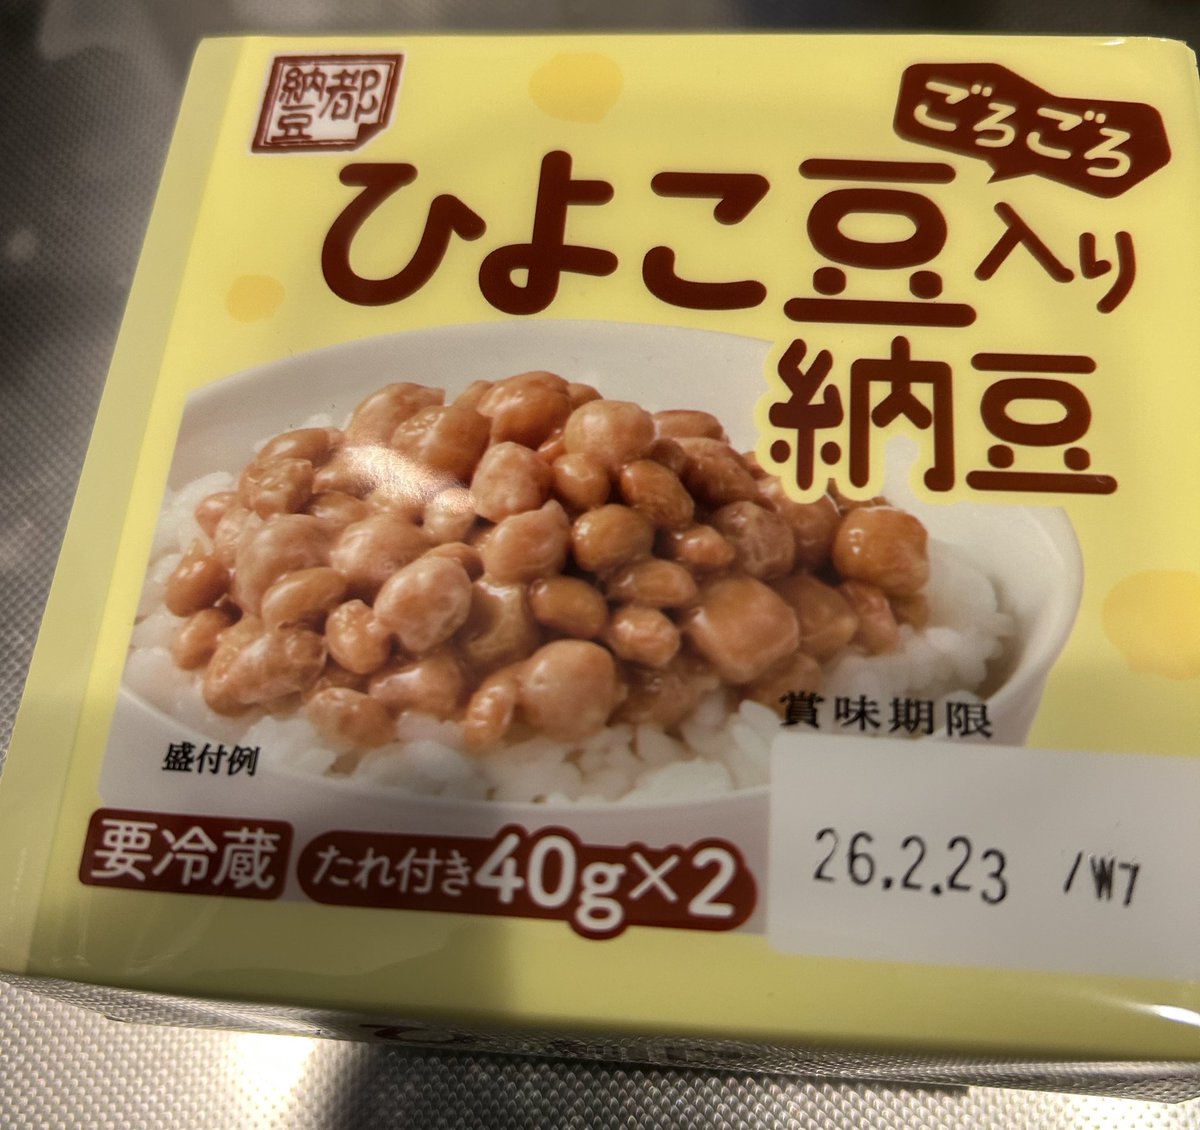 都納豆
ごろごろ
ひよこ豆入り
納豆
賞味期限
盛付例
要冷蔵 たれ付き40g×2
26.2.23 /W7